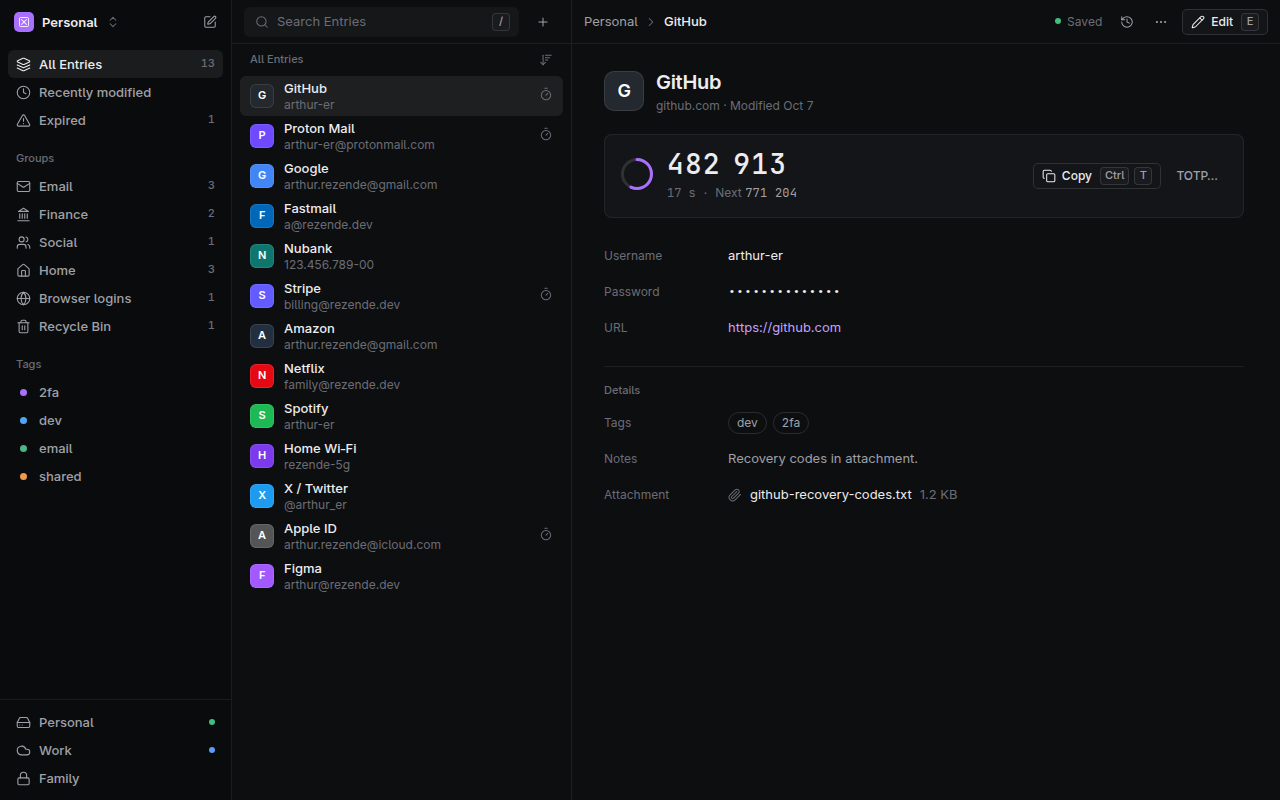 Personal
All Entries 13
Recently modified
Expired 1
Groups
Email 3
Finance 2
Social 1
Home 3
Browser logins 1
Recycle Bin 1
Tags
2fa
dev
email
shared
Personal
Work
Family
Search Entries /
All Entries
G GitHub
arthur-er
P Proton Mail
arthur-er@protonmail.com
G Google
arthur.rezende@gmail.com
F Fastmail
a@rezende.dev
N Nubank
123.456.789-00
S Stripe
billing@rezende.dev
A Amazon
arthur.rezende@gmail.com
N Netflix
family@rezende.dev
S Spotify
arthur-er
H Home Wi-Fi
rezende-5g
X X / Twitter
@arthur_er
A Apple ID
arthur.rezende@icloud.com
F Figma
arthur@rezende.dev
Personal > GitHub
Saved
Edit E
G GitHub
github.com · Modified Oct 7
482 913
17 s · Next 771 204
Copy Ctrl T
TOTP...
Username arthur-er
Password ••••••••••••••
URL https://github.com
Details
Tags dev 2fa
Notes Recovery codes in attachment.
Attachment github-recovery-codes.txt 1.2 KB